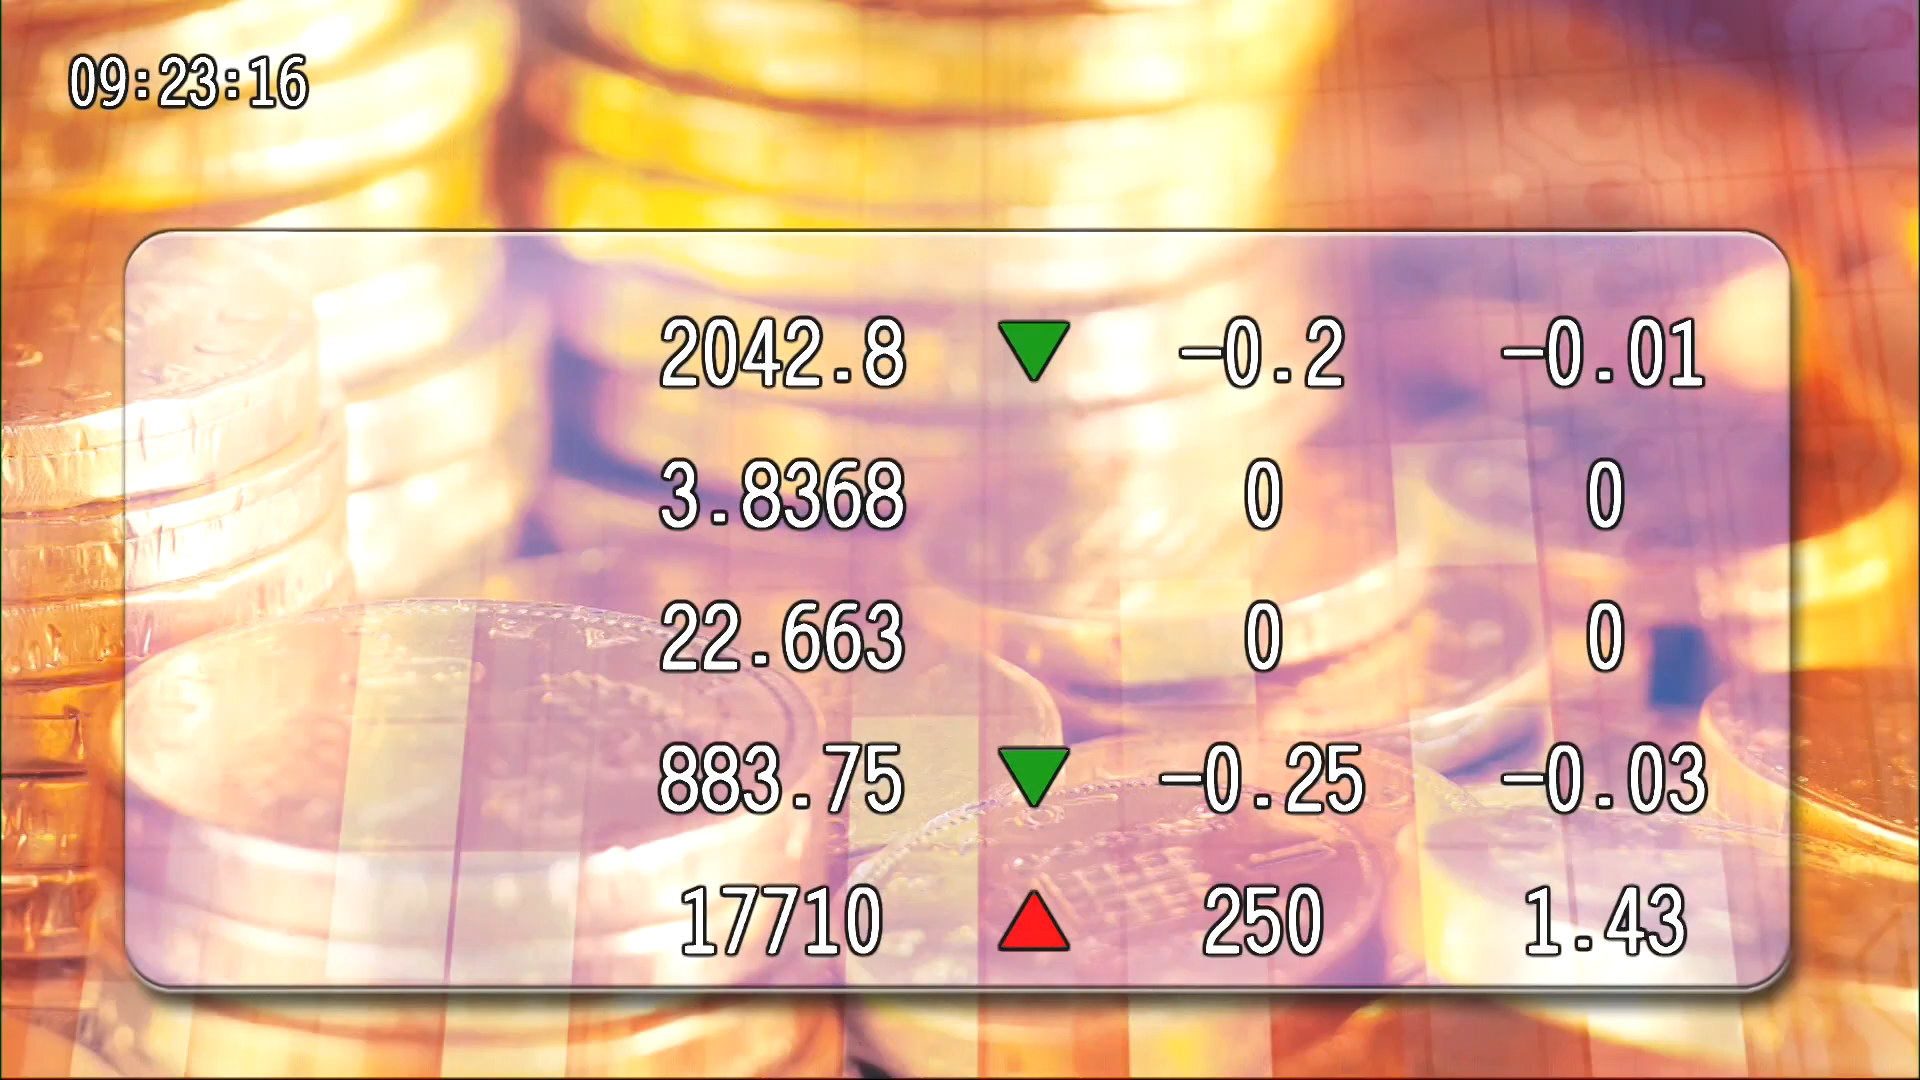 09:23:16
2042.8 ▼ -0.2 -0.01
3.8368 0 0
22.663 0 0
883.75 ▼ -0.25 -0.03
17710 ▲ 250 1.43